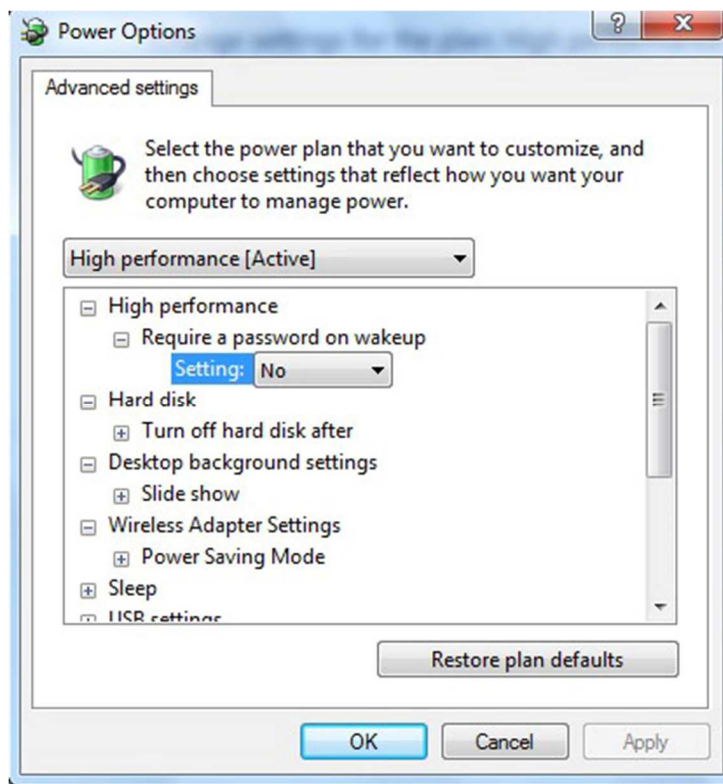 Power Options
Advanced settings
Select the power plan that you want to customize, and
then choose settings that reflect how you want your
computer to manage power.
High performance [Active]
High performance
Require a password on wakeup
Setting: No
Hard disk
Turn off hard disk after
Desktop background settings
Slide show
Wireless Adapter Settings
Power Saving Mode
Sleep
USB settings
Restore plan defaults
OK Cancel Apply